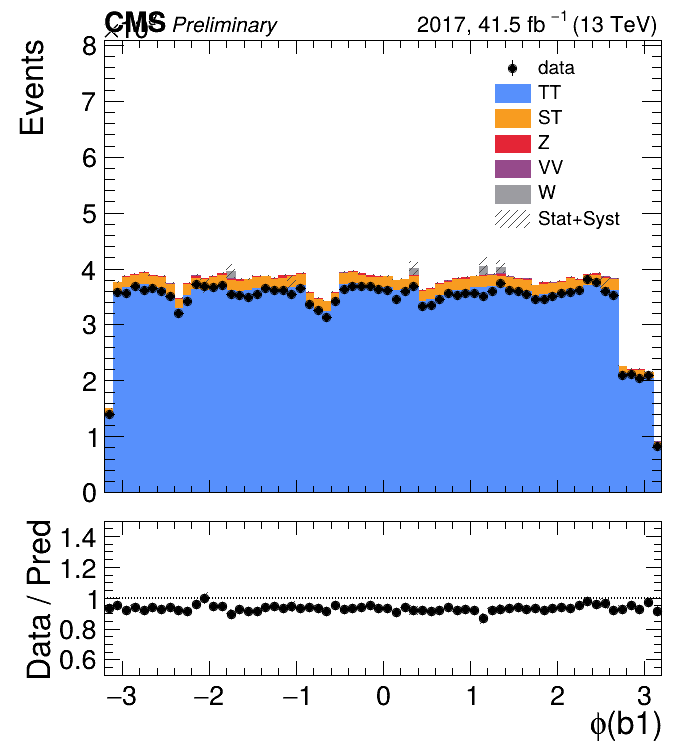 CMS Preliminary 2017, 41.5 fb⁻¹ (13 TeV)
Events
8
7
6
5
4
3
2
1
0
data
TT
ST
Z
VV
W
Stat+Syst
Data / Pred
1.4
1.2
1
0.8
0.6
−3 −2 −1 0 1 2 3
ϕ(b1)